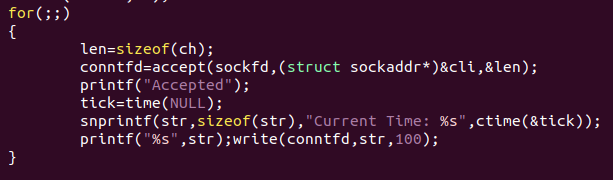 for(;;)
{
len=sizeof(ch);
conntfd=accept(sockfd,(struct sockaddr*)&cli,&len);
printf("Accepted");
tick=time(NULL);
snprintf(str,sizeof(str),"Current Time: %s",ctime(&tick));
printf("%s",str);write(conntfd,str,100);
}